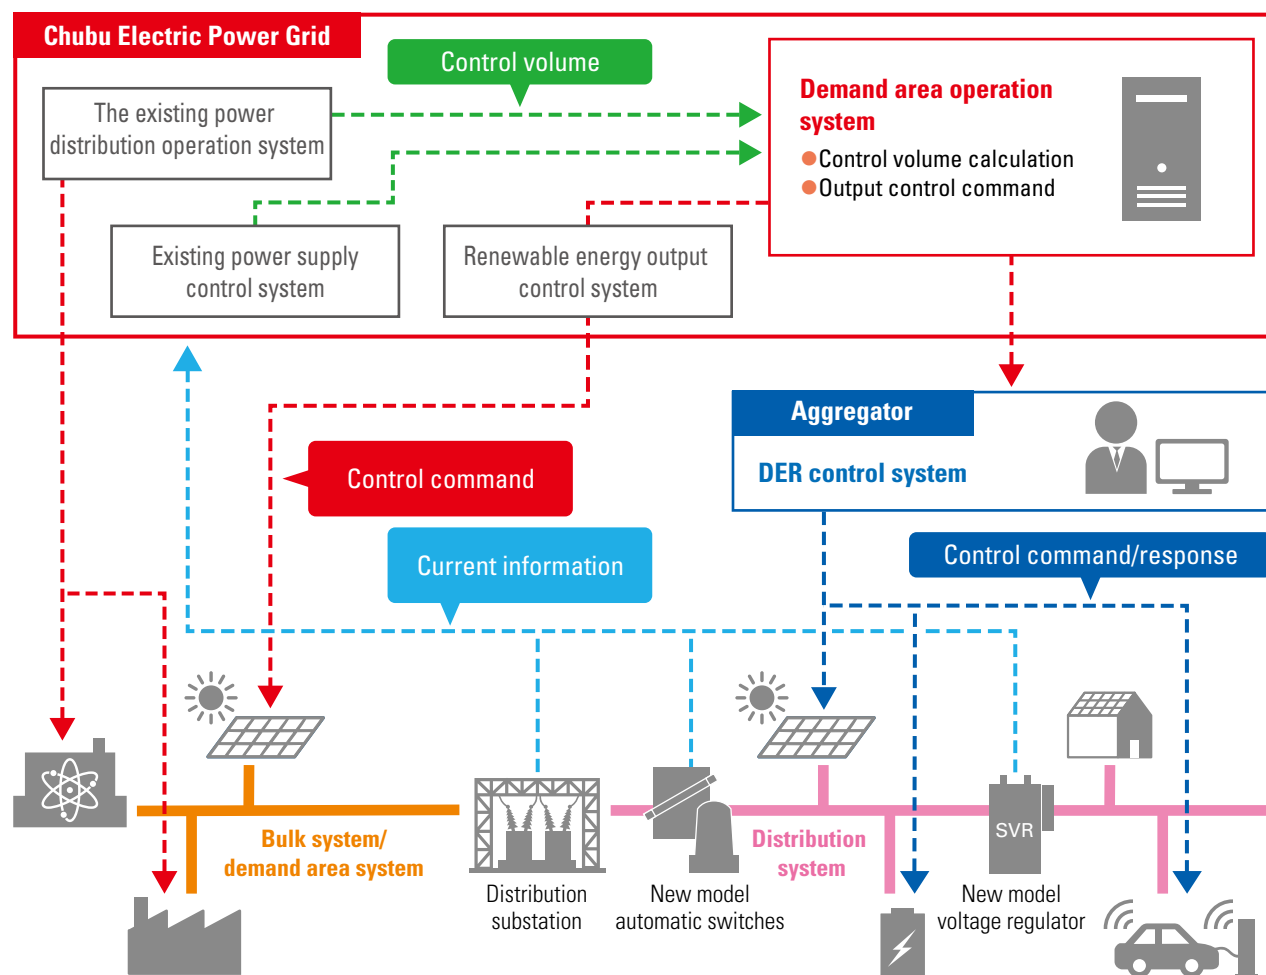 Chubu Electric Power Grid
Control volume
The existing power
distribution operation system
Demand area operation
system
●Control volume calculation
●Output control command
Existing power supply
control system
Renewable energy output
control system
Aggregator
DER control system
Control command
Current information
Control command/response
Bulk system/
demand area system
Distribution
substation
New model
automatic switches
Distribution
system
SVR
New model
voltage regulator